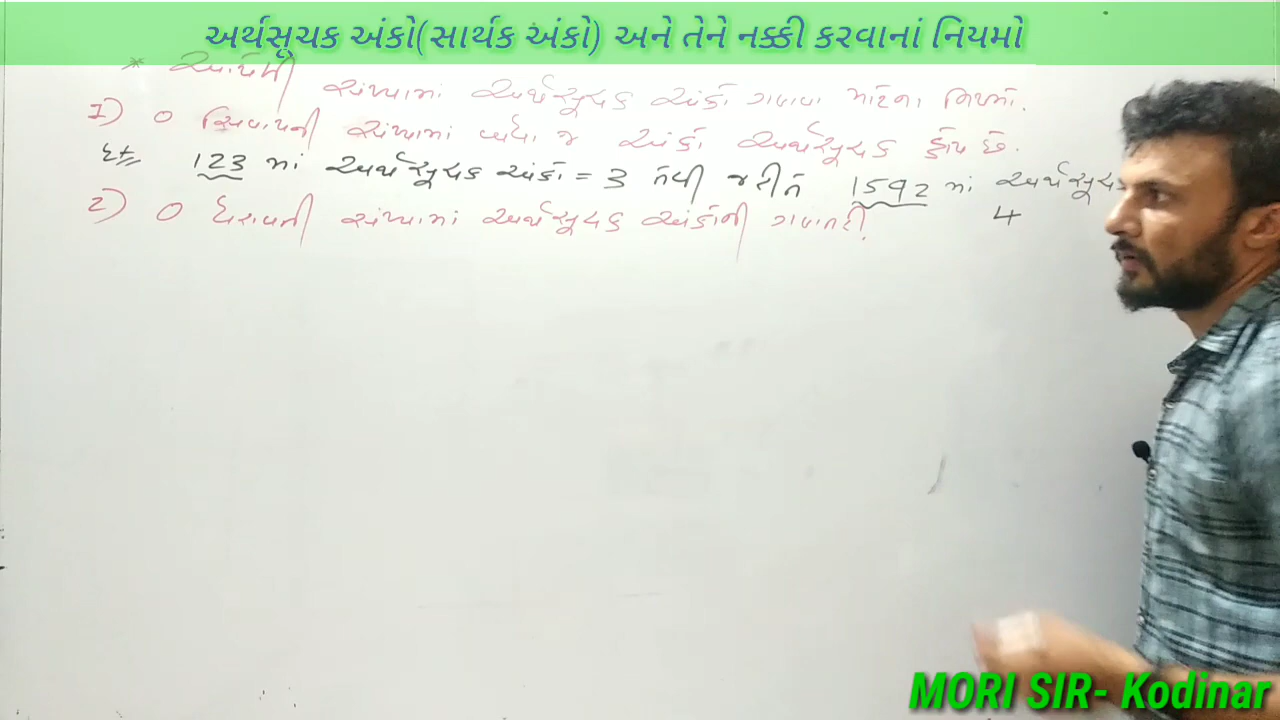 અર્થસૂચક અંકો(સાર્થક અંકો) અને તેને નક્કી કરવાનાં નિયમો
* આપેલી સંખ્યામાં અર્થસૂચક અંકો ગણવા માટેના નિયમો.
1) 0 સિવાયની સંખ્યામાં બધા જ અંકો અર્થસૂચક હોય છે.
દા.ત. 123 માં અર્થસૂચક અંકો = 3 તેવી જ રીતે 1592 માં અર્થસૂચક
4
2) 0 ધરાવતી સંખ્યામાં અર્થસૂચક અંકોની ગણતરી.
MORI SIR- Kodinar